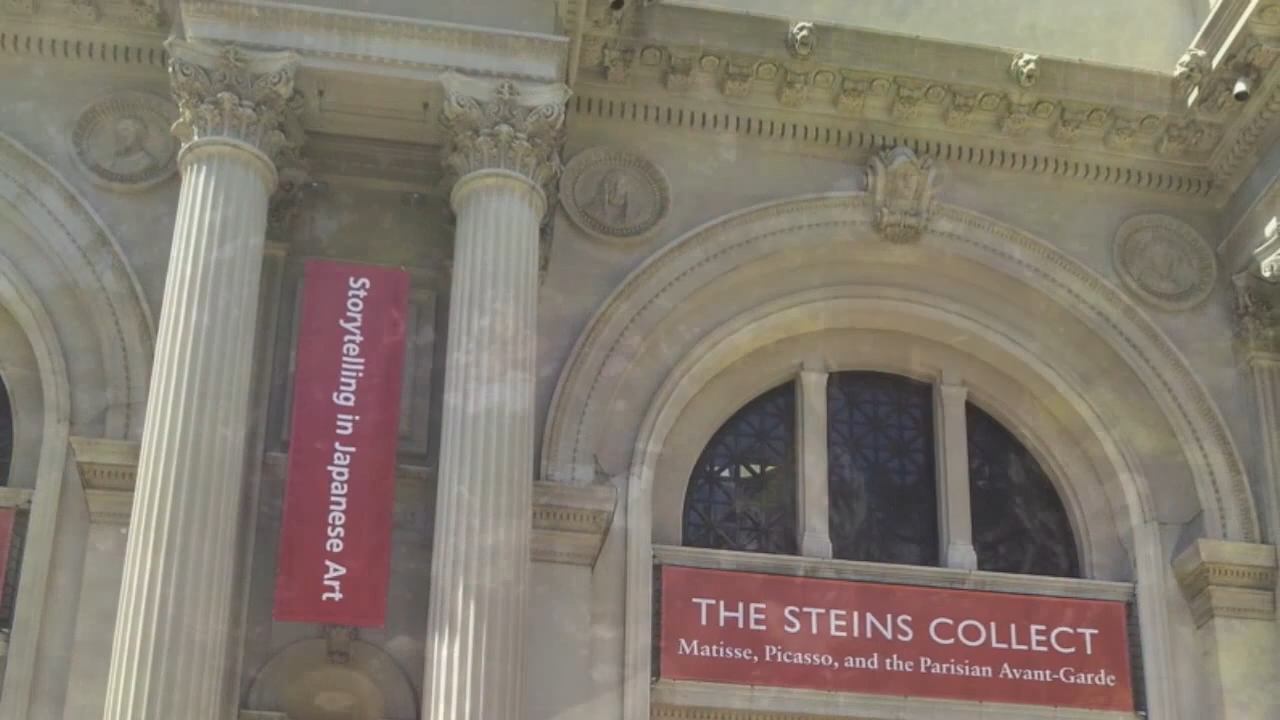 Storytelling in Japanese Art
THE STEINS COLLECT
Matisse, Picasso, and the Parisian Avant-Garde